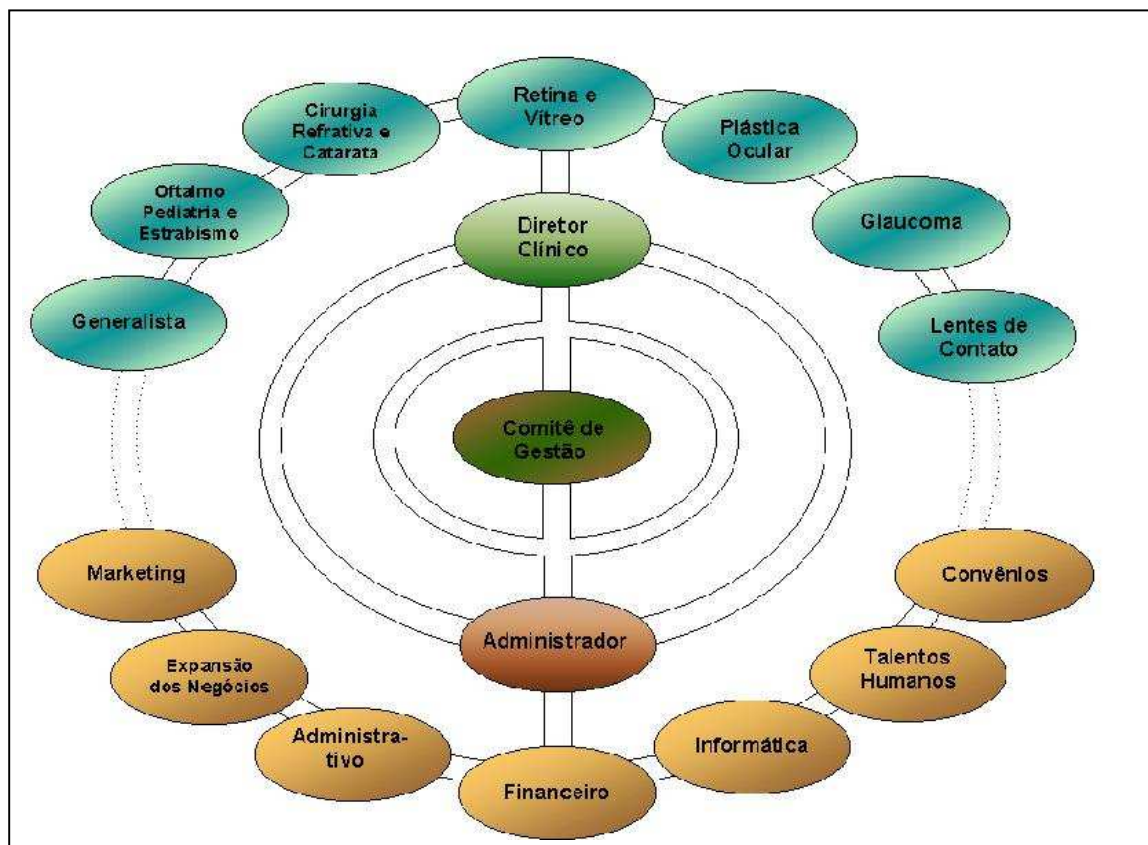 Retina e
Vítreo
Cirurgia
Refrativa e
Catarata
Plástica
Ocular
Oftalmo
Pediatria e
Estrabismo
Diretor
Clínico
Glaucoma
Generalista
Lentes de
Contato
Comitê de
Gestão
Marketing
Convênios
Administrador
Expansão
dos Negócios
Talentos
Humanos
Administra-
tivo
Informática
Financeiro